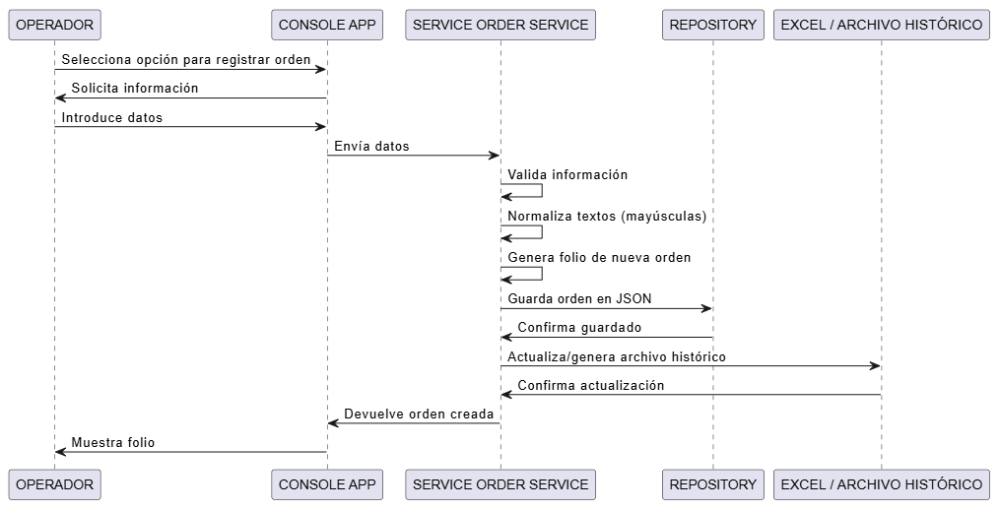 OPERADOR
CONSOLE APP
SERVICE ORDER SERVICE
REPOSITORY
EXCEL / ARCHIVO HISTÓRICO
Selecciona opción para registrar orden
Solicita información
Introduce datos
Envía datos
Valida información
Normaliza textos (mayúsculas)
Genera folio de nueva orden
Guarda orden en JSON
Confirma guardado
Actualiza/genera archivo histórico
Confirma actualización
Devuelve orden creada
Muestra folio
OPERADOR
CONSOLE APP
SERVICE ORDER SERVICE
REPOSITORY
EXCEL / ARCHIVO HISTÓRICO